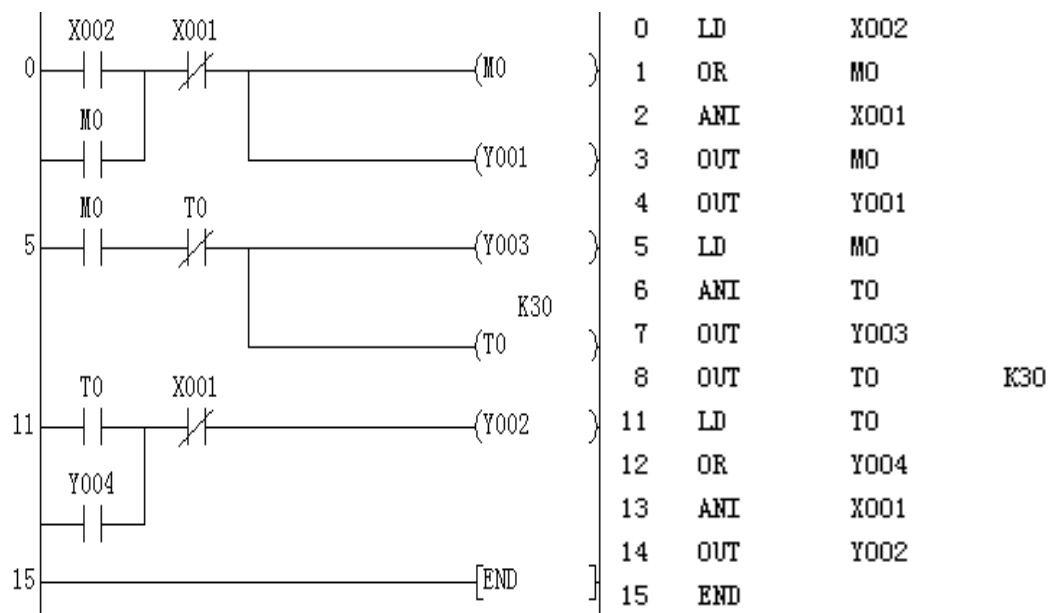 X002 X001
0 (M0 )
M0
(Y001 )
M0 T0
5 (Y003 )
K30
(T0 )
T0 X001
11 (Y002 )
Y004
15 [END ]
0 LD X002
1 OR M0
2 ANI X001
3 OUT M0
4 OUT Y001
5 LD M0
6 ANI T0
7 OUT Y003
8 OUT T0 K30
11 LD T0
12 OR Y004
13 ANI X001
14 OUT Y002
15 END